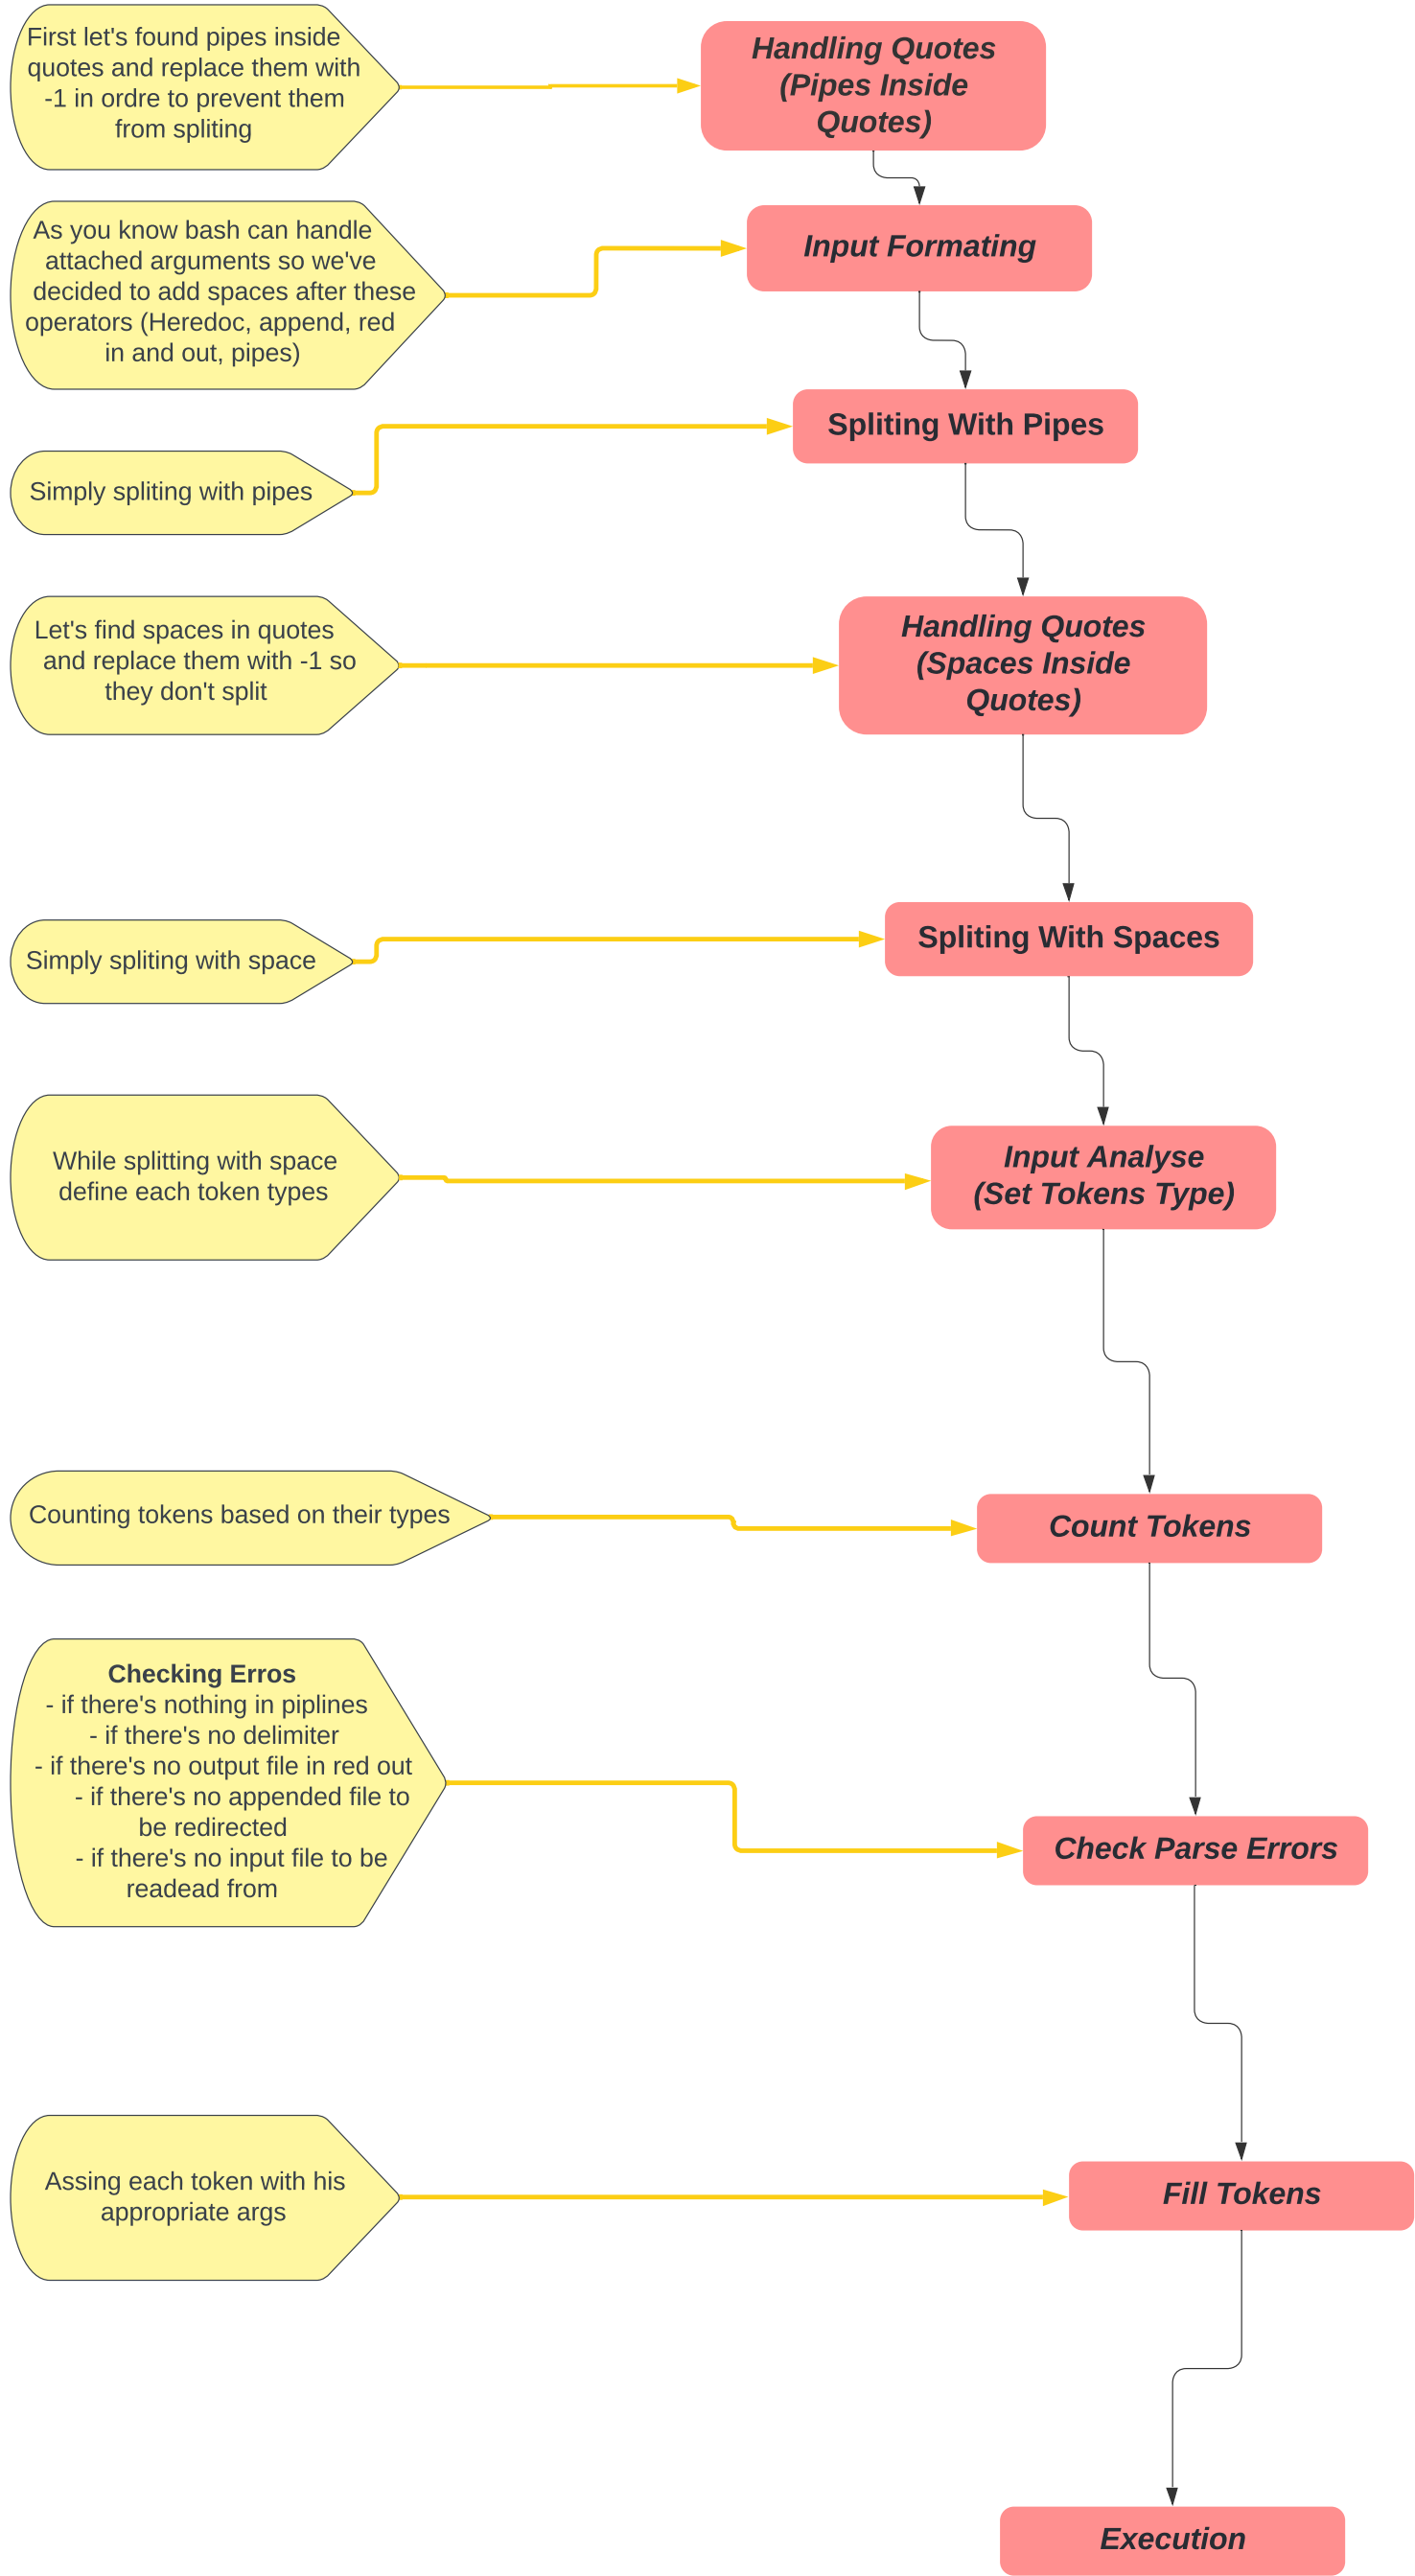 First let's found pipes inside
quotes and replace them with
-1 in ordre to prevent them
from spliting
Handling Quotes
(Pipes Inside
Quotes)
As you know bash can handle
attached arguments so we've
decided to add spaces after these
operators (Heredoc, append, red
in and out, pipes)
Input Formating
Simply spliting with pipes
Spliting With Pipes
Let's find spaces in quotes
and replace them with -1 so
they don't split
Handling Quotes
(Spaces Inside
Quotes)
Simply spliting with space
Spliting With Spaces
While splitting with space
define each token types
Input Analyse
(Set Tokens Type)
Counting tokens based on their types
Count Tokens
Checking Erros
- if there's nothing in piplines
- if there's no delimiter
- if there's no output file in red out
- if there's no appended file to
be redirected
- if there's no input file to be
readead from
Check Parse Errors
Assing each token with his
appropriate args
Fill Tokens
Execution